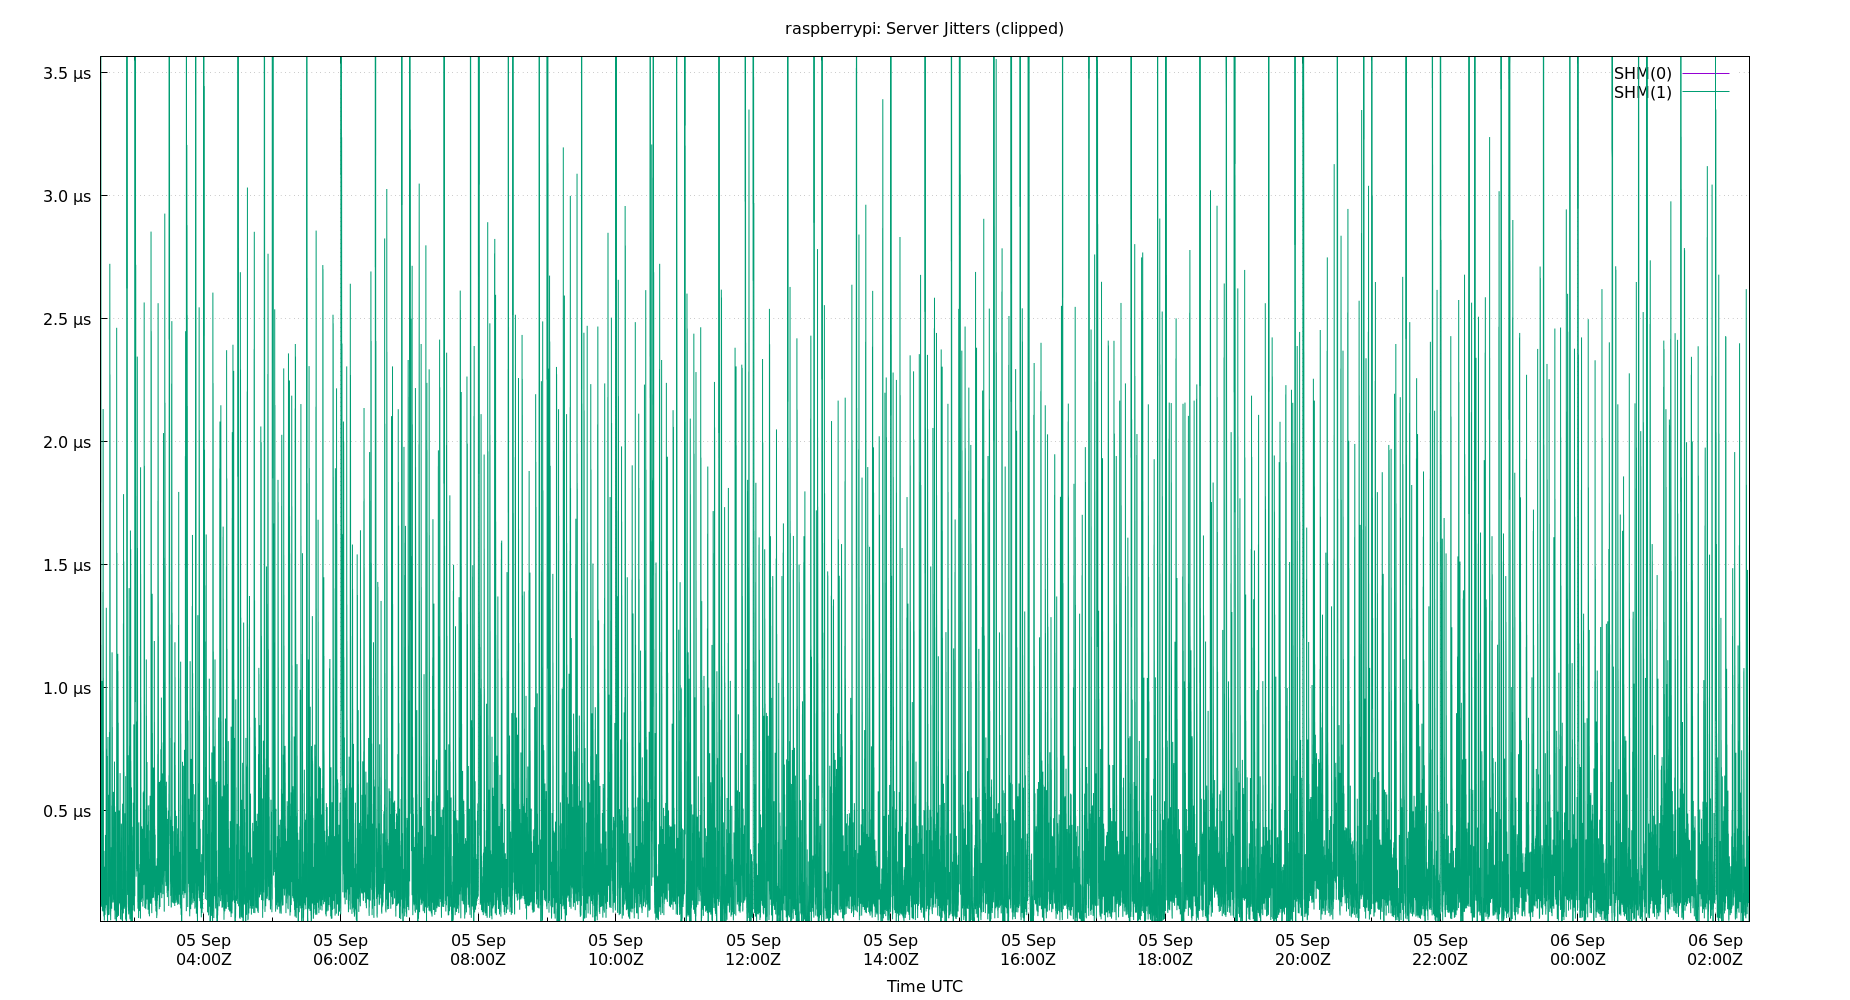 raspberrypi: Server Jitters (clipped)
3.5 µs
3.0 µs
2.5 µs
2.0 µs
1.5 µs
1.0 µs
0.5 µs
SHM(0)
SHM(1)
05 Sep 05 Sep 05 Sep 05 Sep 05 Sep 05 Sep 05 Sep 05 Sep 05 Sep 05 Sep 06 Sep 06 Sep
04:00Z 06:00Z 08:00Z 10:00Z 12:00Z 14:00Z 16:00Z 18:00Z 20:00Z 22:00Z 00:00Z 02:00Z
Time UTC